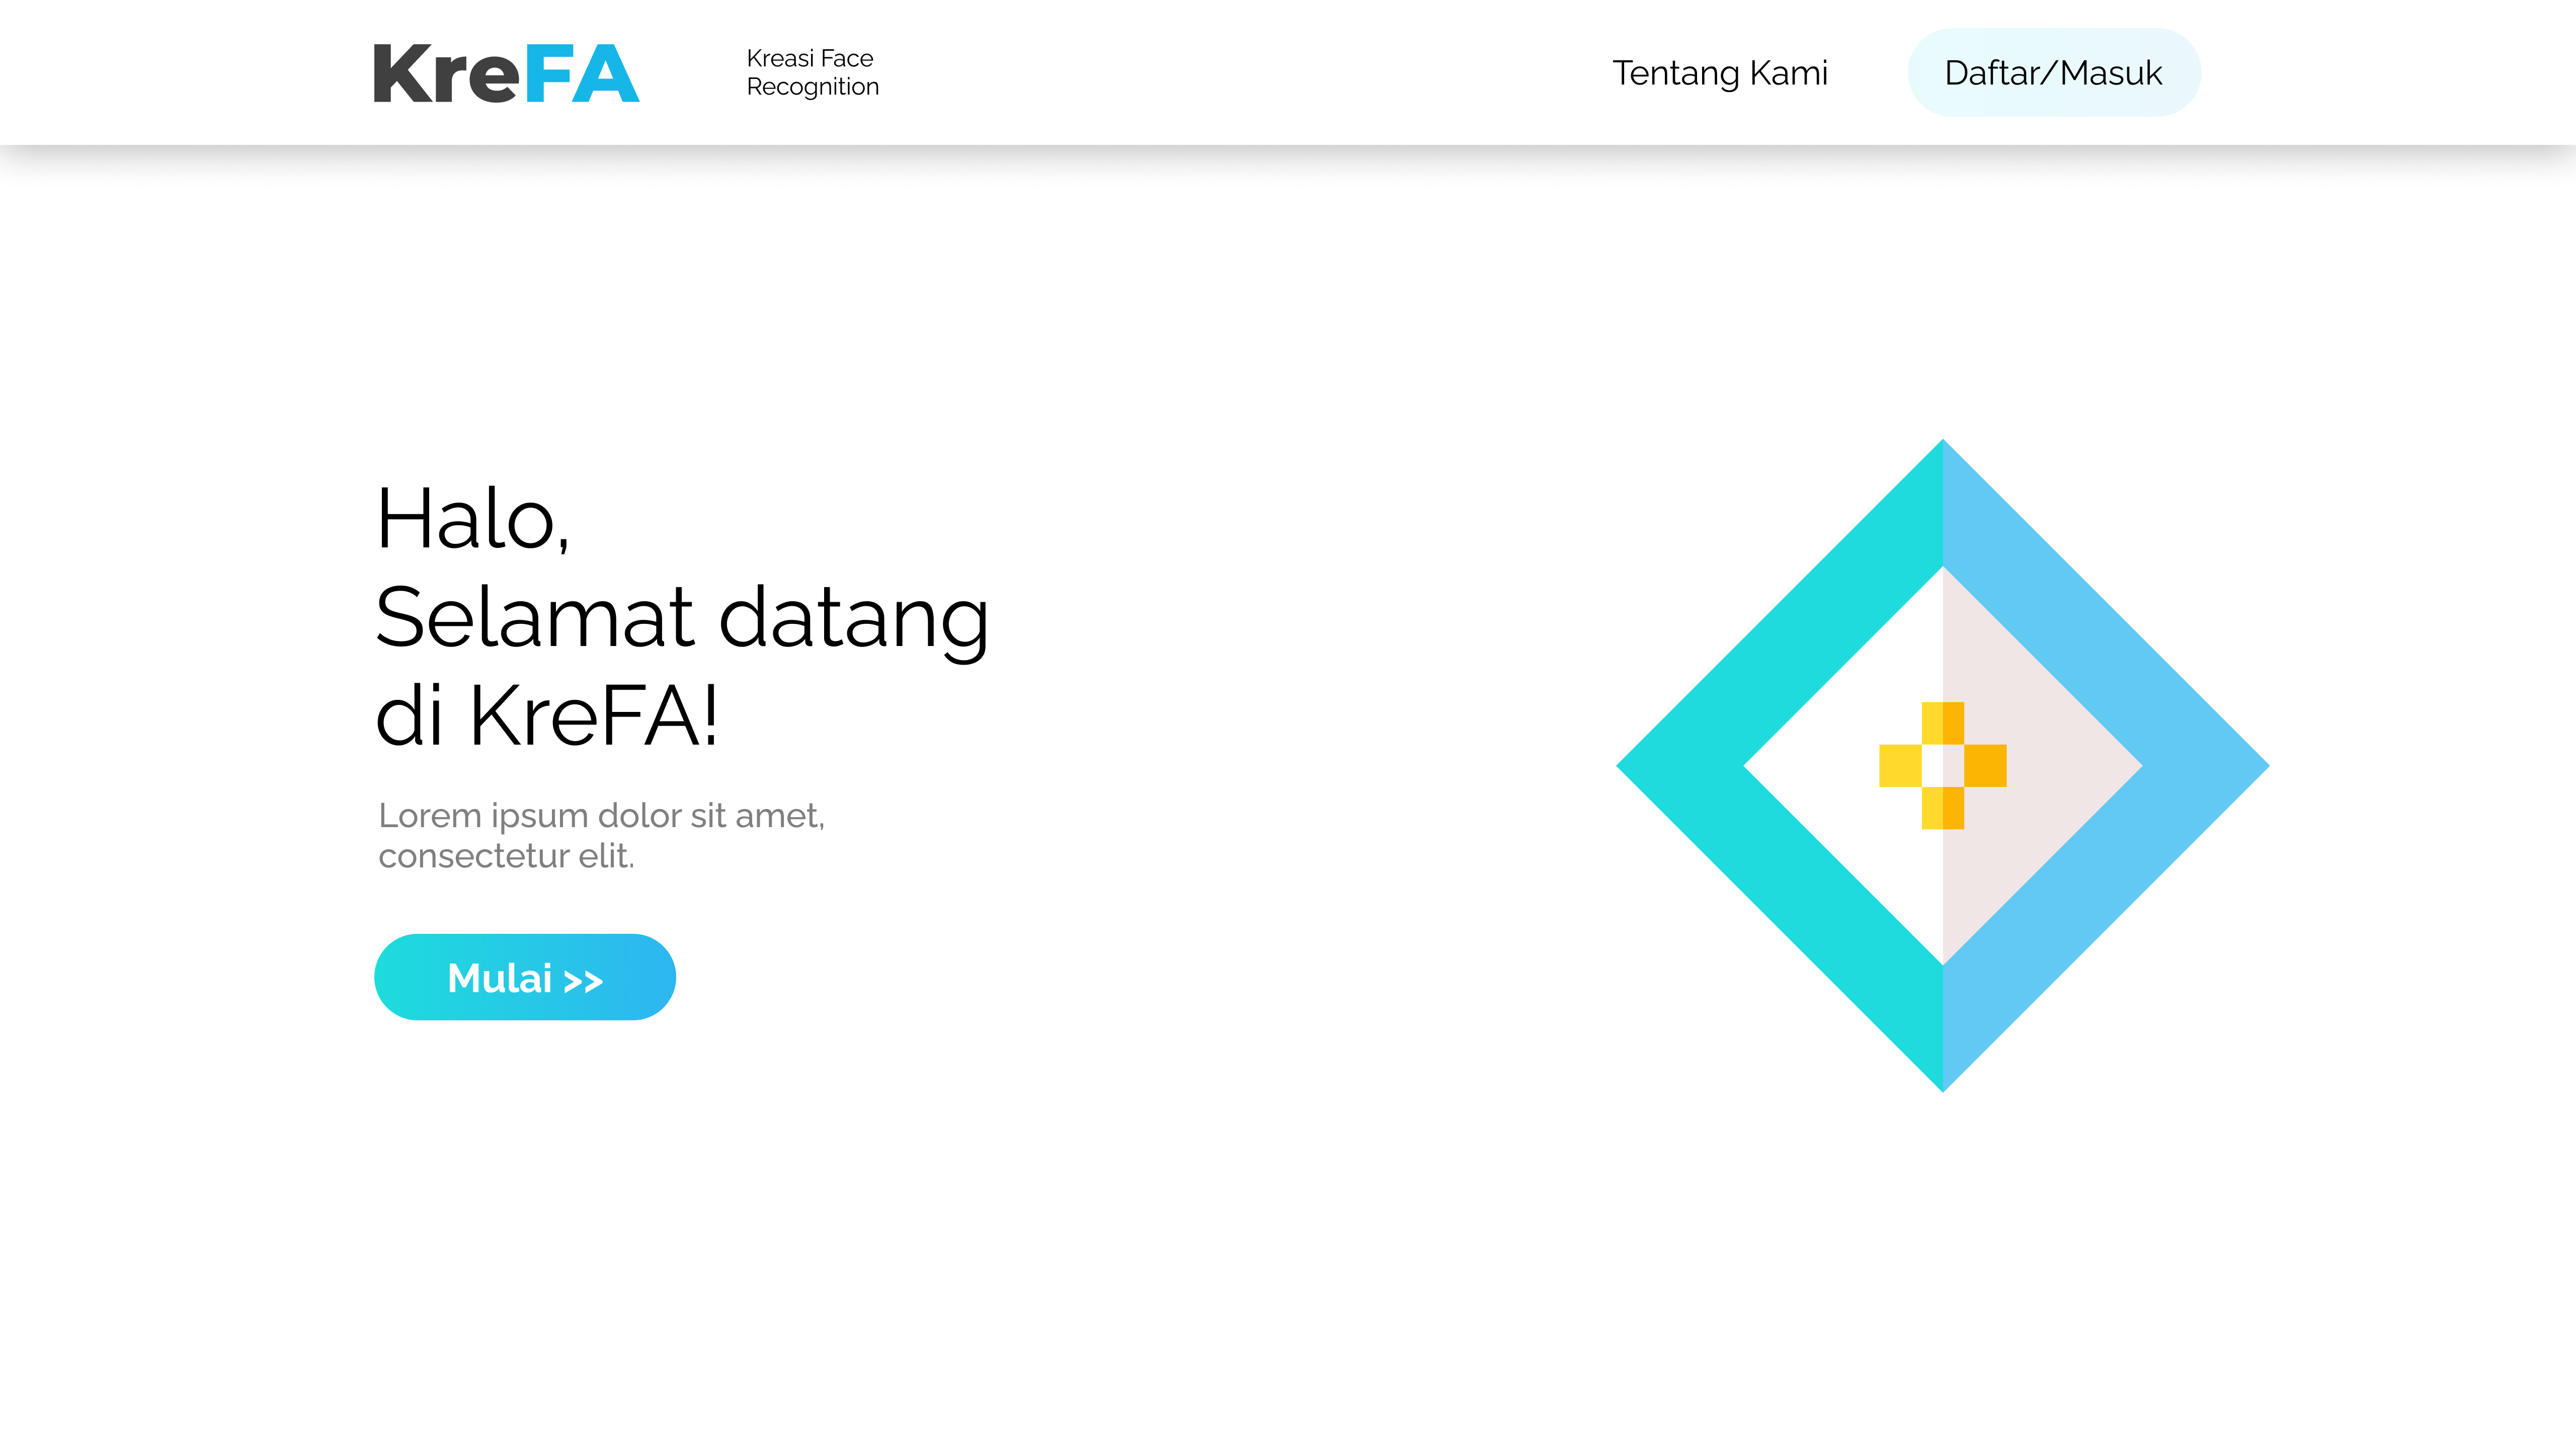 KreFA
Kreasi Face
Recognition
Tentang Kami
Daftar/Masuk
Halo,
Selamat datang
di KreFA!
Lorem ipsum dolor sit amet,
consectetur elit.
Mulai >>